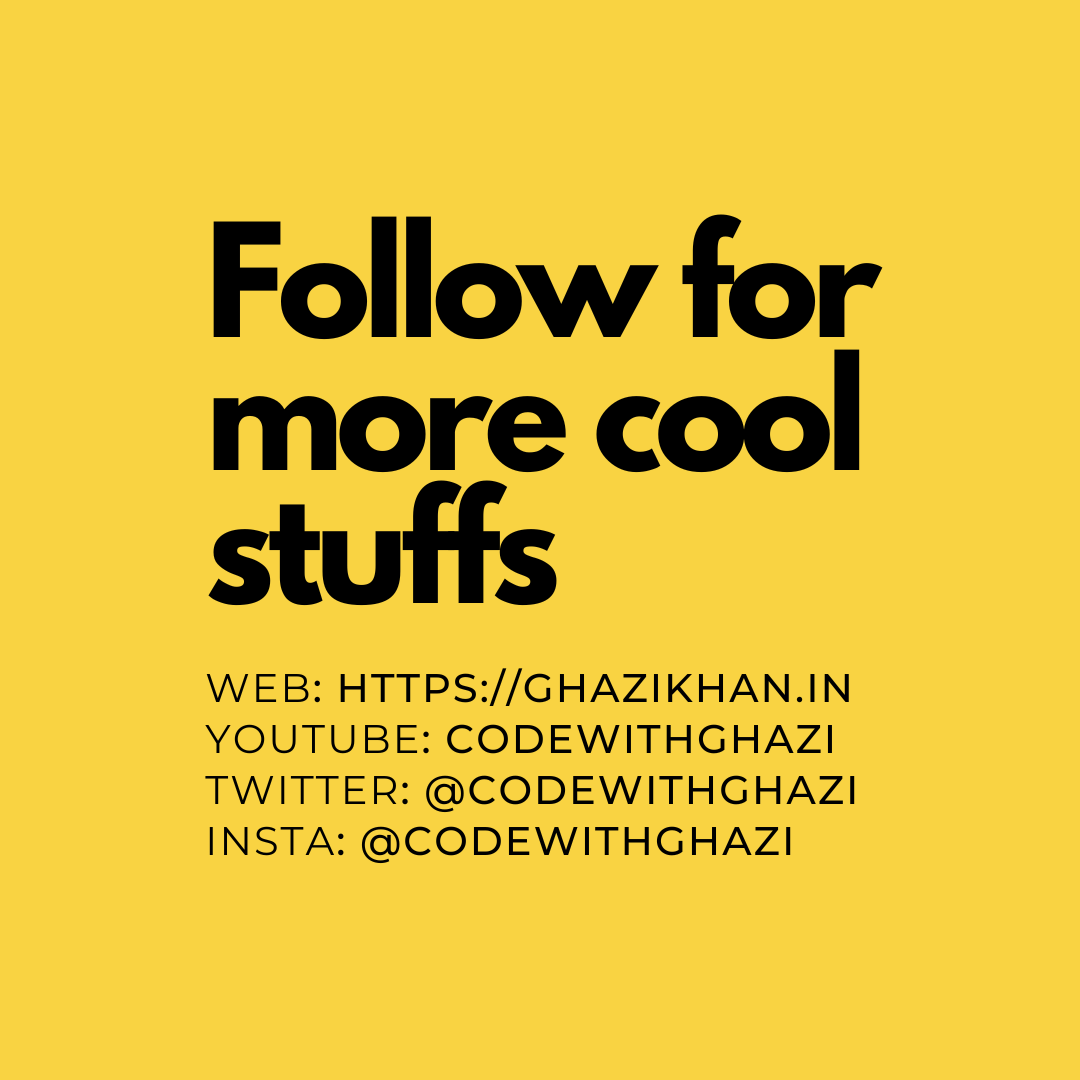 Follow for
more cool
stuffs
WEB: HTTPS://GHAZIKHAN.IN
YOUTUBE: CODEWITHGHAZI
TWITTER: @CODEWITHGHAZI
INSTA: @CODEWITHGHAZI